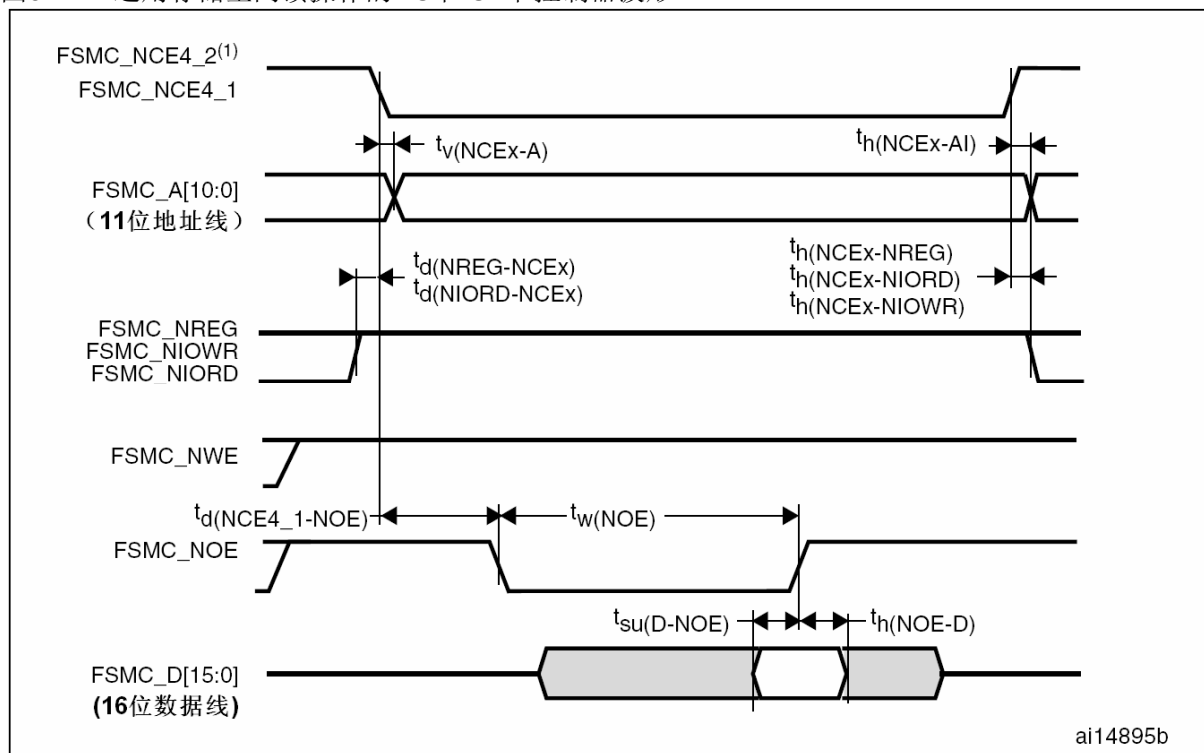 FSMC_NCE4_2(1)
FSMC_NCE4_1
tv(NCEx-A)
th(NCEx-AI)
FSMC_A[10:0]
（11位地址线）
td(NREG-NCEx)
td(NIORD-NCEx)
th(NCEx-NREG)
th(NCEx-NIORD)
th(NCEx-NIOWR)
FSMC_NREG
FSMC_NIOWR
FSMC_NIORD
FSMC_NWE
td(NCE4_1-NOE)
tw(NOE)
FSMC_NOE
tsu(D-NOE)
th(NOE-D)
FSMC_D[15:0]
(16位数据线)
ai14895b